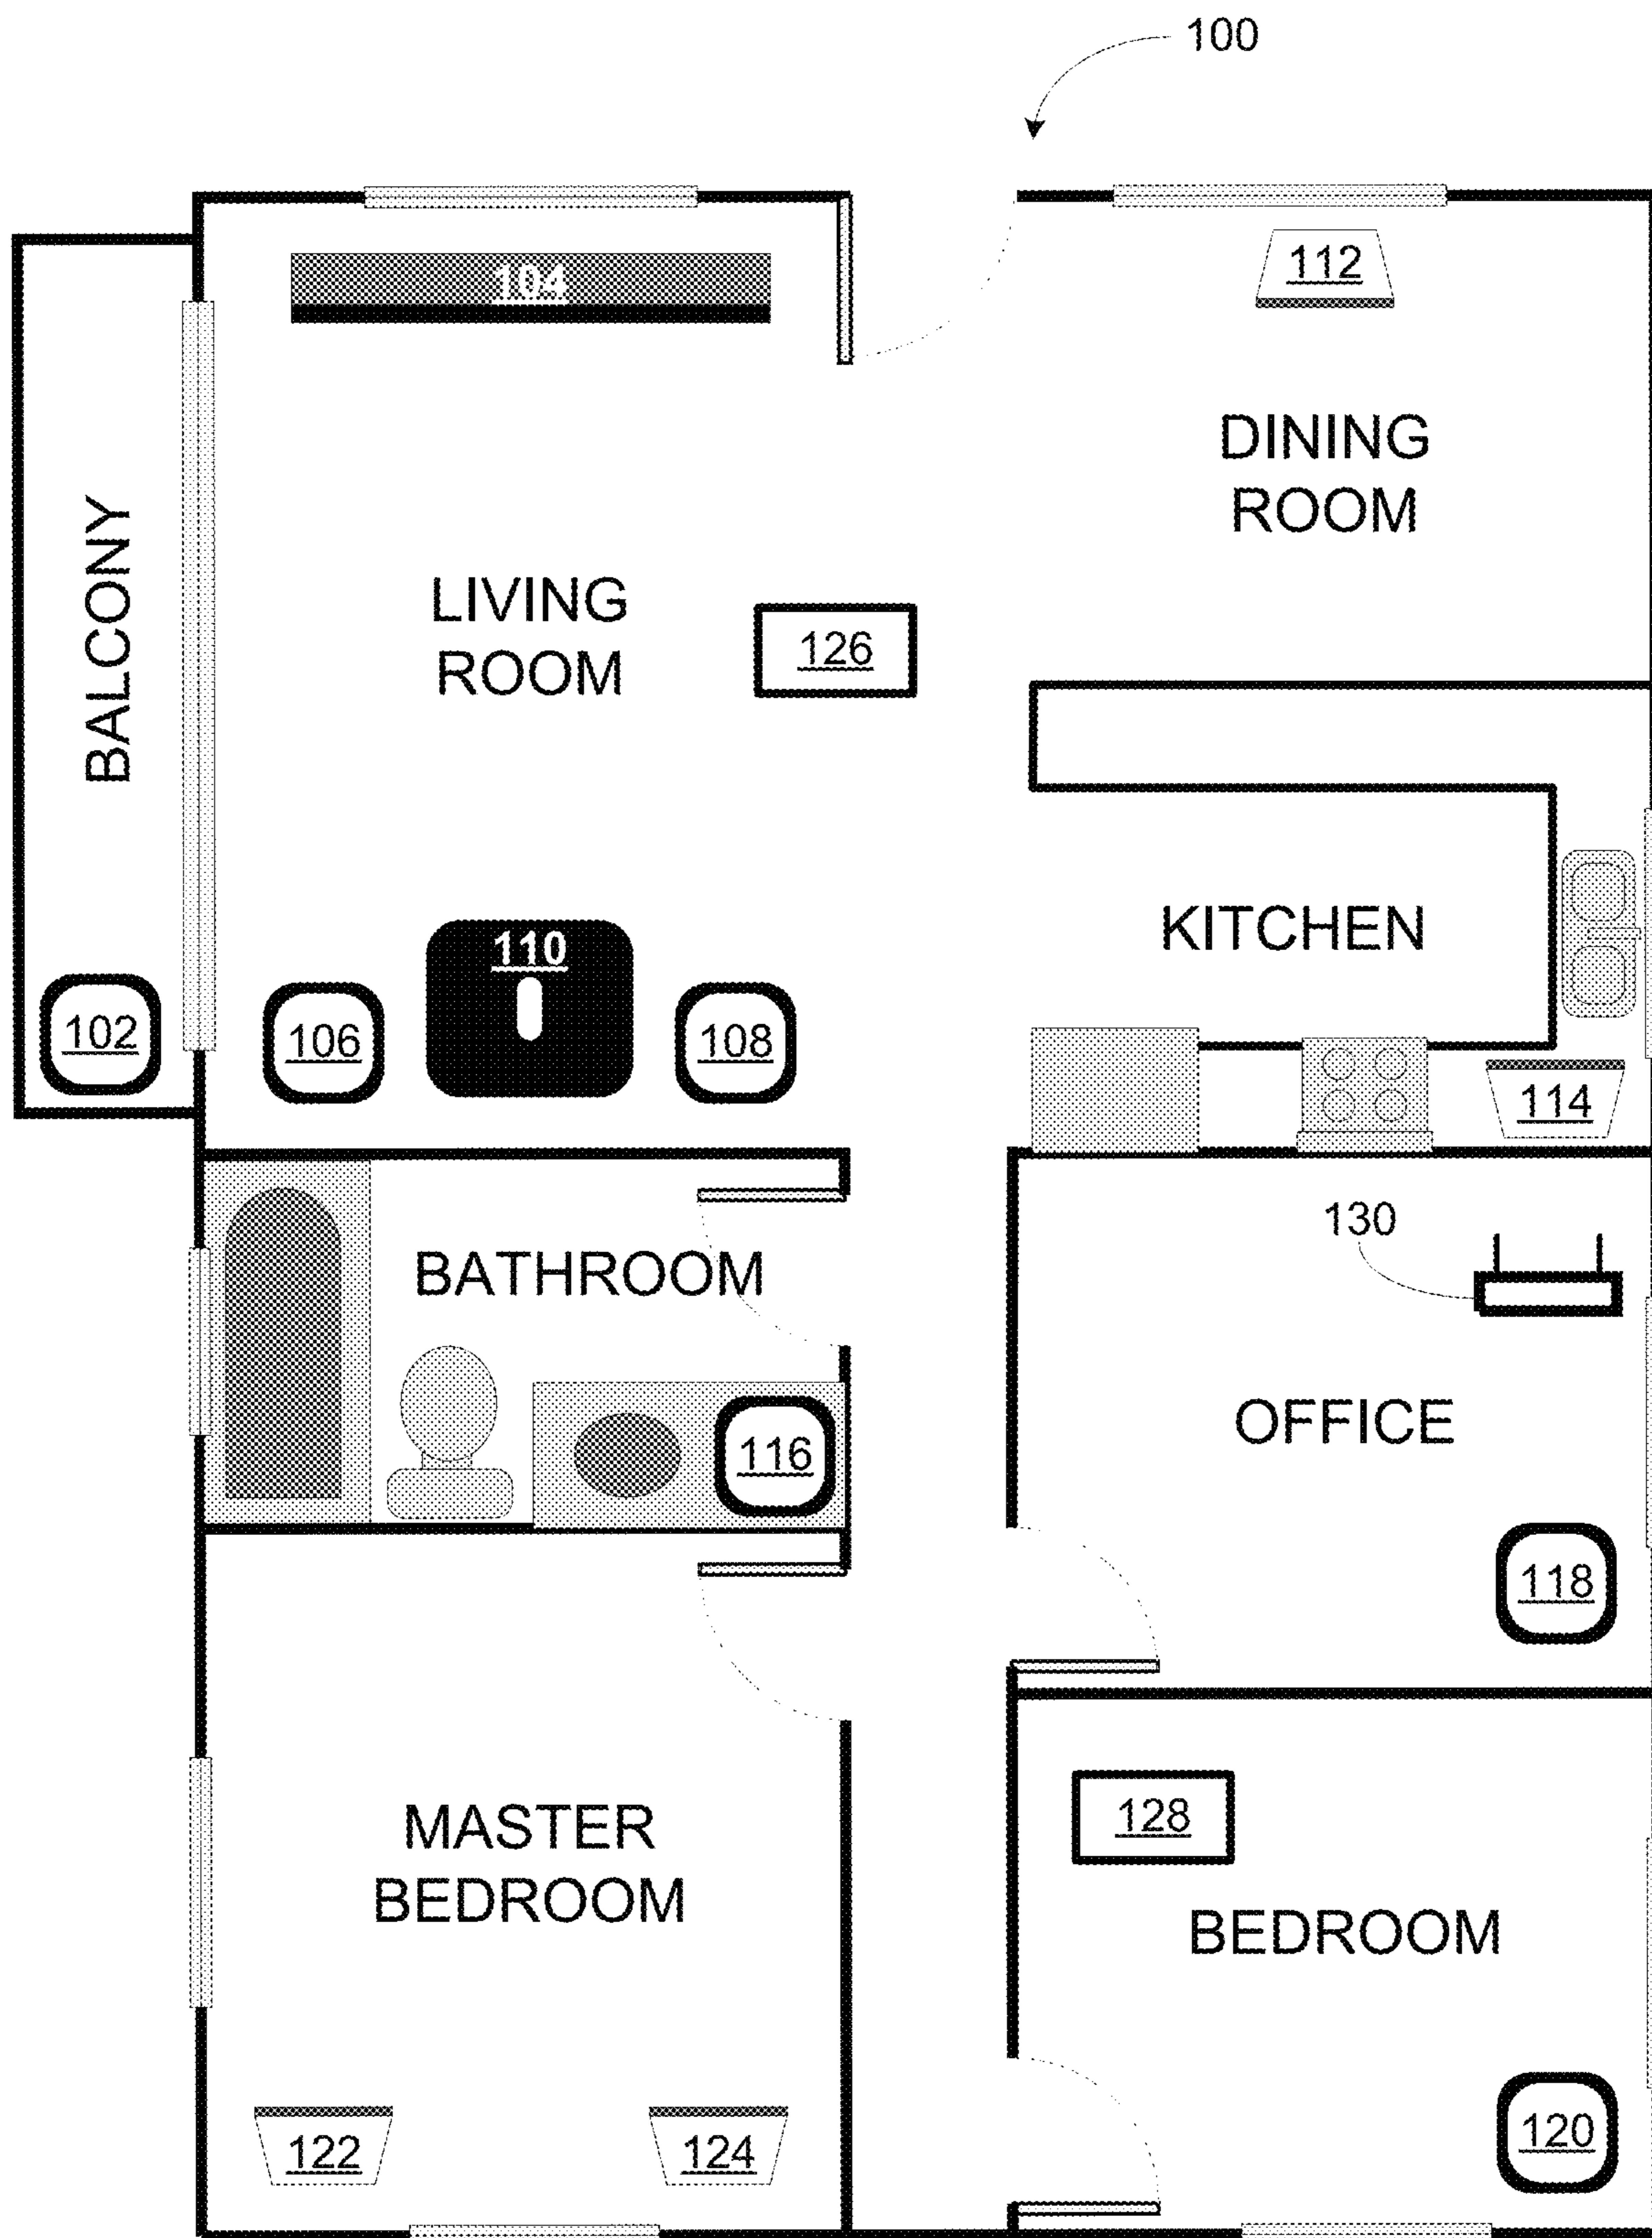 100
104
112
DINING
ROOM
BALCONY
LIVING
ROOM
126
KITCHEN
110
102
106
108
114
130
BATHROOM
OFFICE
116
118
128
MASTER
BEDROOM
BEDROOM
122
124
120